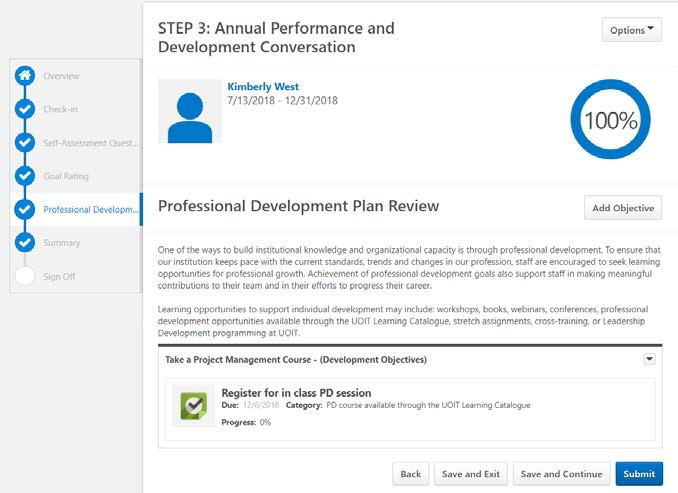 STEP 3: Annual Performance and
Development Conversation
Options
Kimberly West
7/13/2018 - 12/31/2018
100%
Overview
Check-in
Self-Assessment Quest...
Goal Rating
Professional Developm...
Summary
Sign Off
Professional Development Plan Review
Add Objective
One of the ways to build institutional knowledge and organizational capacity is through professional development. To ensure that
our institution keeps pace with the current standards, trends and changes in our profession, staff are encouraged to seek learning
opportunities for professional growth. Achievement of professional development goals also support staff in making meaningful
contributions to their team and in their efforts to progress their career.
Learning opportunities to support individual development may include: workshops, books, webinars, conferences, professional
development opportunities available through the UOIT Learning Catalogue, stretch assignments, cross-training, or Leadership
Development programming at UOIT.
Take a Project Management Course - (Development Objectives)
Register for in class PD session
Due: 12/6/2018 Category: PD course available through the UOIT Learning Catalogue
Progress: 0%
Back
Save and Exit
Save and Continue
Submit